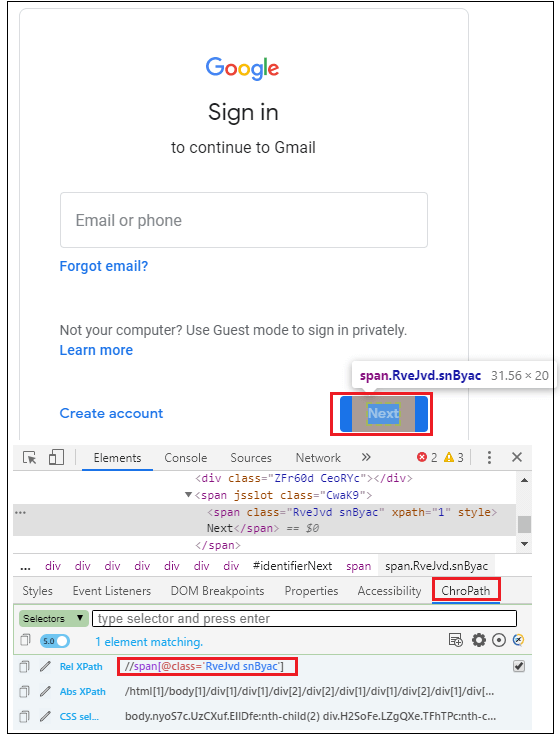 Google
Sign in
to continue to Gmail
Email or phone
Forgot email?
Not your computer? Use Guest mode to sign in privately.
Learn more
span.RveJvd.snByac 31.56 × 20
Create account
Next
Elements Console Sources Network » 2 3
<div class="ZFr60d CeoRYc"></div>
▼<span jsslot class="CwaK9">
... <span class="RveJvd snByac" xpath="1" style>
Next</span> == $0
</span>
... div div div div div div div #identifierNext span span.RveJvd.snByac
Styles Event Listeners DOM Breakpoints Properties Accessibility ChroPath
Selectors ▼ type selector and press enter
5.0 1 element matching.
Rel XPath //span[@class='RveJvd snByac']
Abs XPath /html[1]/body[1]/div[1]/div[1]/div[2]/div[2]/div[1]/div[1]/div[2]/div[1]/div[...
CSS sel... body.nyoS7c.UzCXuf.EIlDfe:nth-child(2) div.H2SoFe.LZgQXe.TFhTPc:nth-c...